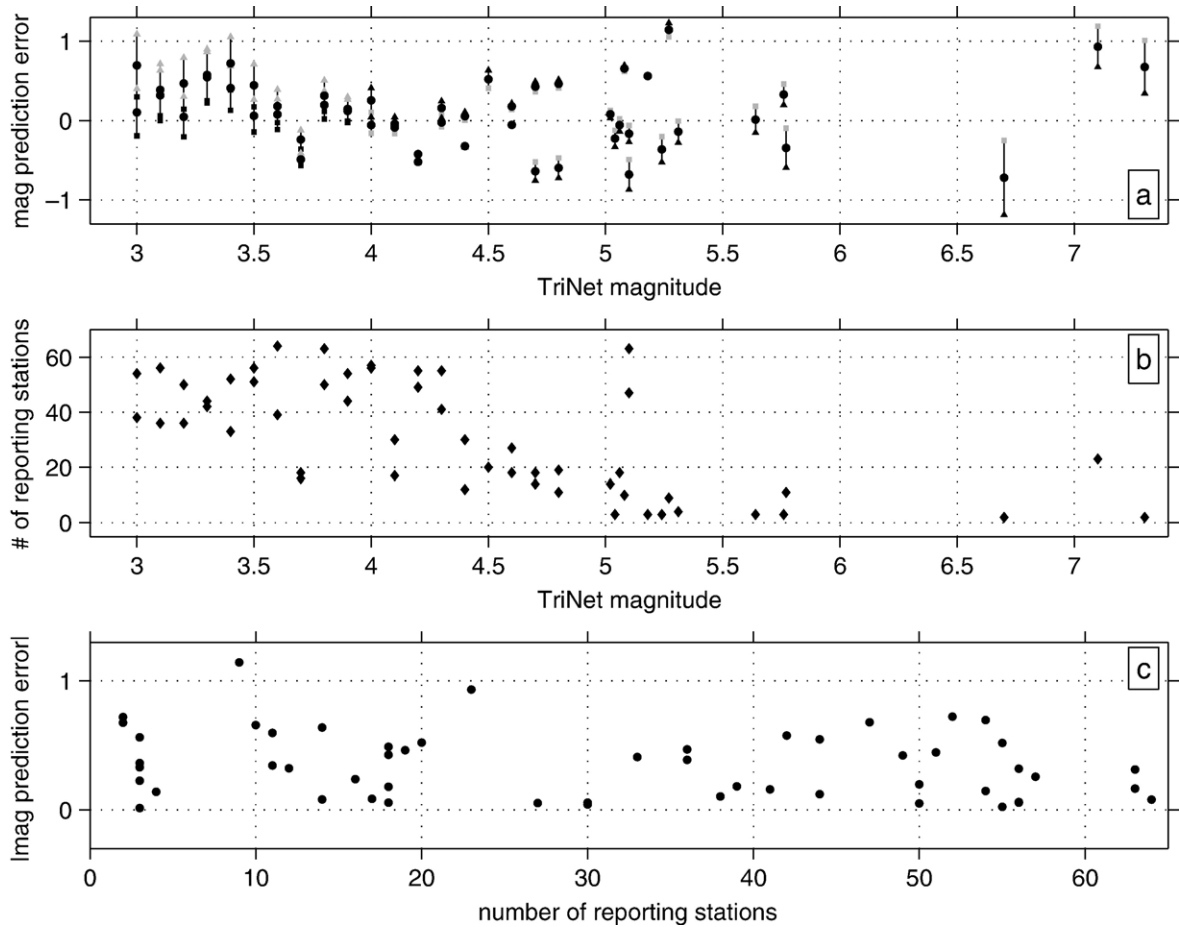 mag prediction error
1
0
−1
a
3 3.5 4 4.5 5 5.5 6 6.5 7
TriNet magnitude
# of reporting stations
60
40
20
0
b
3 3.5 4 4.5 5 5.5 6 6.5 7
TriNet magnitude
Imag prediction errorI
1
0
c
0 10 20 30 40 50 60
number of reporting stations